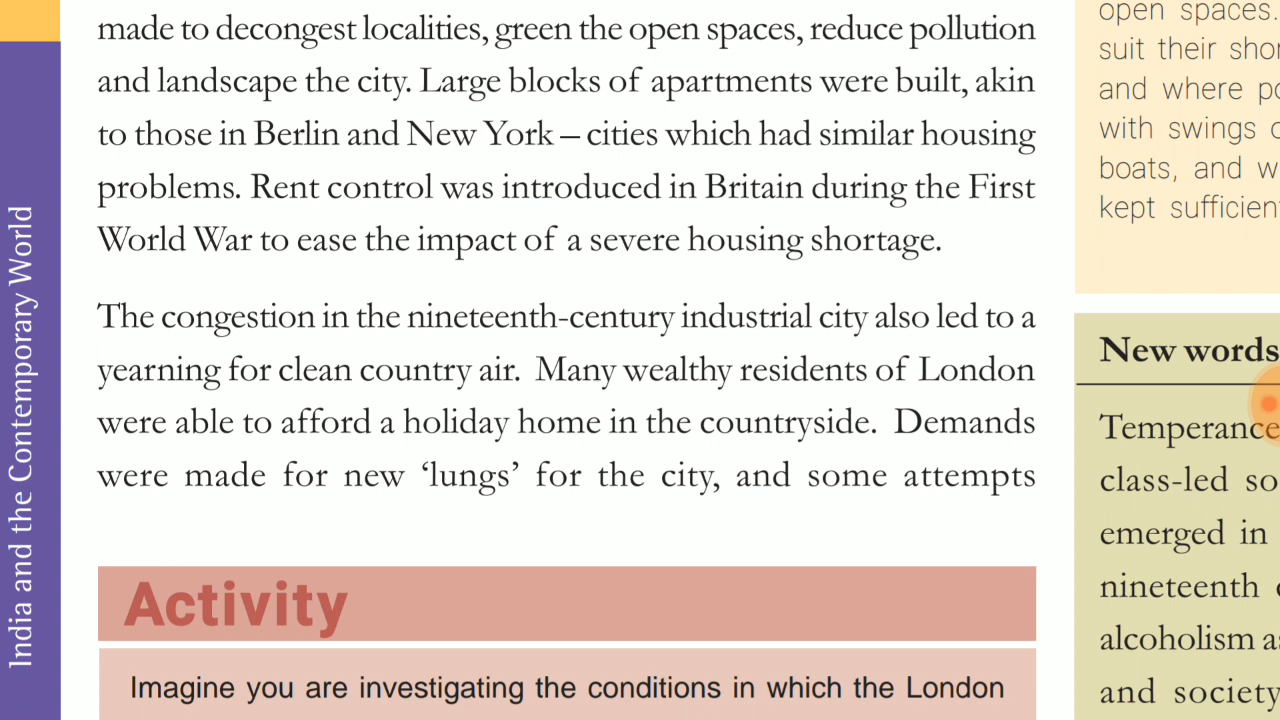 made to decongest localities, green the open spaces, reduce pollution
and landscape the city. Large blocks of apartments were built, akin
to those in Berlin and New York – cities which had similar housing
problems. Rent control was introduced in Britain during the First
World War to ease the impact of a severe housing shortage.
The congestion in the nineteenth-century industrial city also led to a
yearning for clean country air. Many wealthy residents of London
were able to afford a holiday home in the countryside. Demands
were made for new ‘lungs’ for the city, and some attempts
Activity
Imagine you are investigating the conditions in which the London
open spaces.
suit their
and where
with swings
boats, and
kept
New words
Temperance
class-led
emerged in
nineteenth
alcoholism
and society
India and the Contemporary World